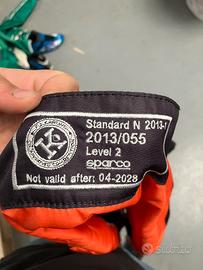 Standard N 2013-1
2013/055
Level 2
sparco
Not valid after: 04-2028
Subito